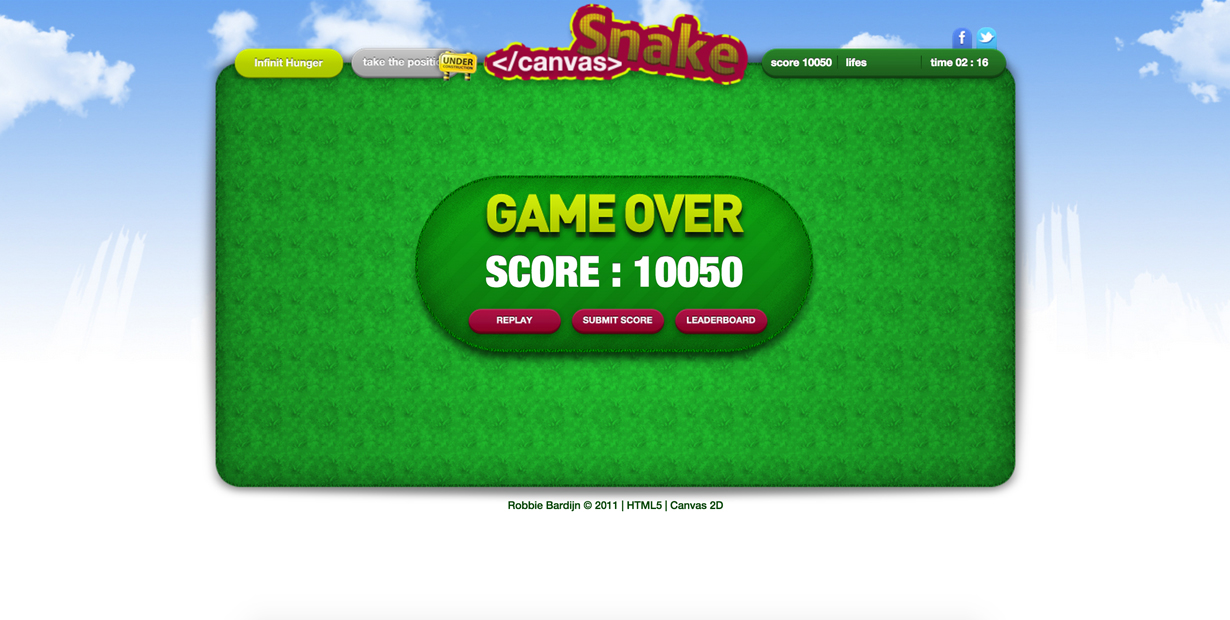 Snake
</canvas>
Infinit Hunger
take the positi
UNDER
CONSTRUCTION
score 10050
lifes
time 02 : 16
GAME OVER
SCORE : 10050
REPLAY
SUBMIT SCORE
LEADERBOARD
Robbie Bardijn © 2011 | HTML5 | Canvas 2D